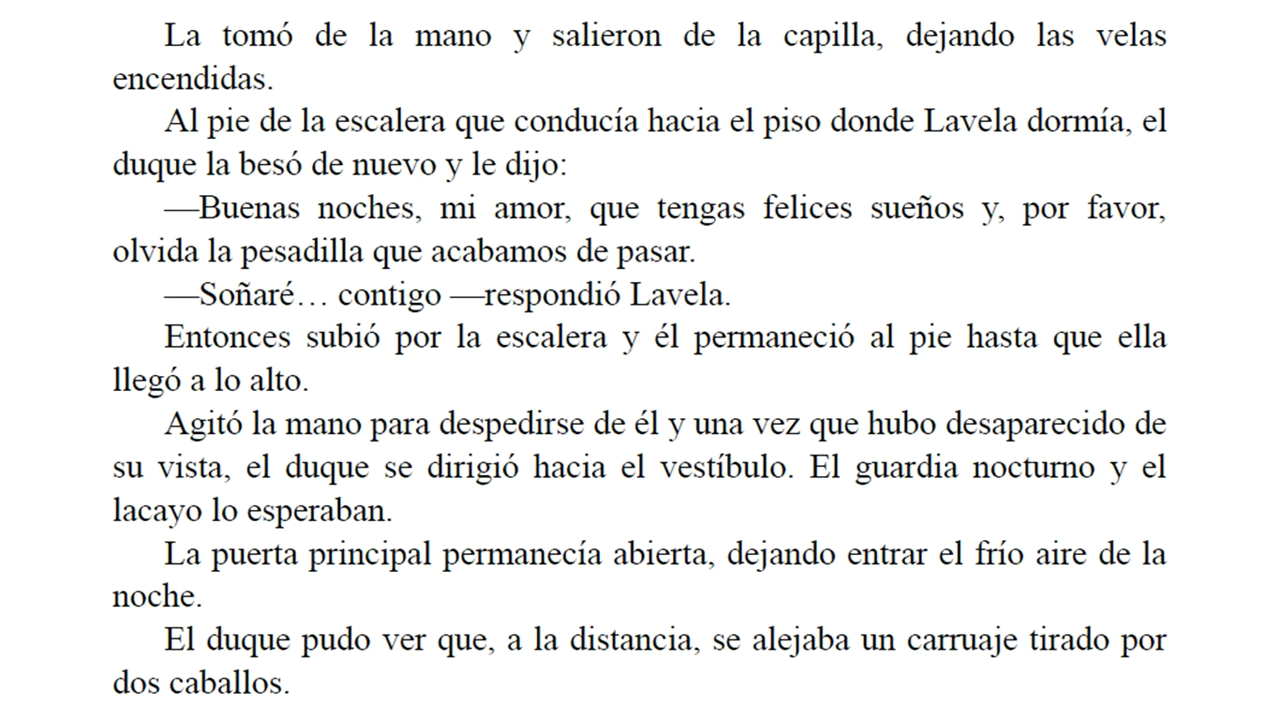 La tomó de la mano y salieron de la capilla, dejando las velas
encendidas.
Al pie de la escalera que conducía hacia el piso donde Lavela dormía, el
duque la besó de nuevo y le dijo:
—Buenas noches, mi amor, que tengas felices sueños y, por favor,
olvida la pesadilla que acabamos de pasar.
—Soñaré… contigo —respondió Lavela.
Entonces subió por la escalera y él permaneció al pie hasta que ella
llegó a lo alto.
Agitó la mano para despedirse de él y una vez que hubo desaparecido de
su vista, el duque se dirigió hacia el vestíbulo. El guardia nocturno y el
lacayo lo esperaban.
La puerta principal permanecía abierta, dejando entrar el frío aire de la
noche.
El duque pudo ver que, a la distancia, se alejaba un carruaje tirado por
dos caballos.